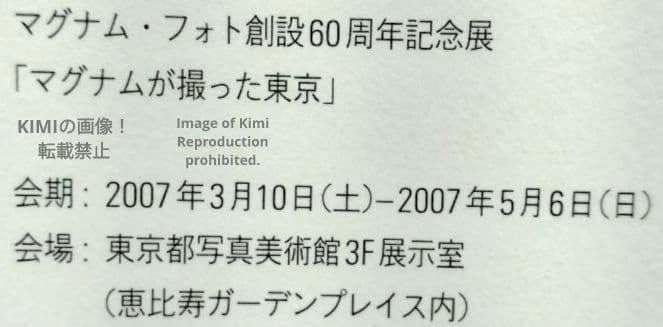 マグナム・フォト創設60周年記念展
「マグナムが撮った東京」
KIMIの画像！
転載禁止
Image of Kimi
Reproduction
prohibited.
会期：2007年3月10日（土）−2007年5月6日（日）
会場：東京都写真美術館3F展示室
（恵比寿ガーデンプレイス内）